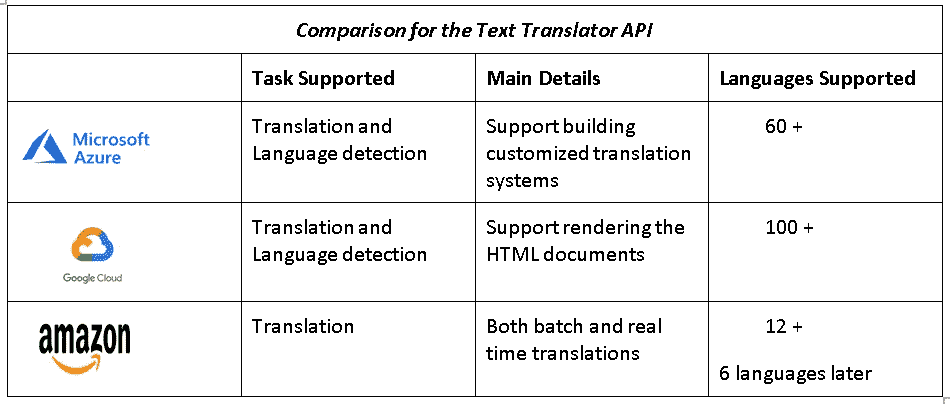 Comparison for the Text Translator API
Task Supported
Main Details
Languages Supported
Microsoft
Azure
Translation and
Language detection
Support building
customized translation
systems
60 +
Google Cloud
Translation and
Language detection
Support rendering the
HTML documents
100 +
amazon
Translation
Both batch and real
time translations
12 +
6 languages later